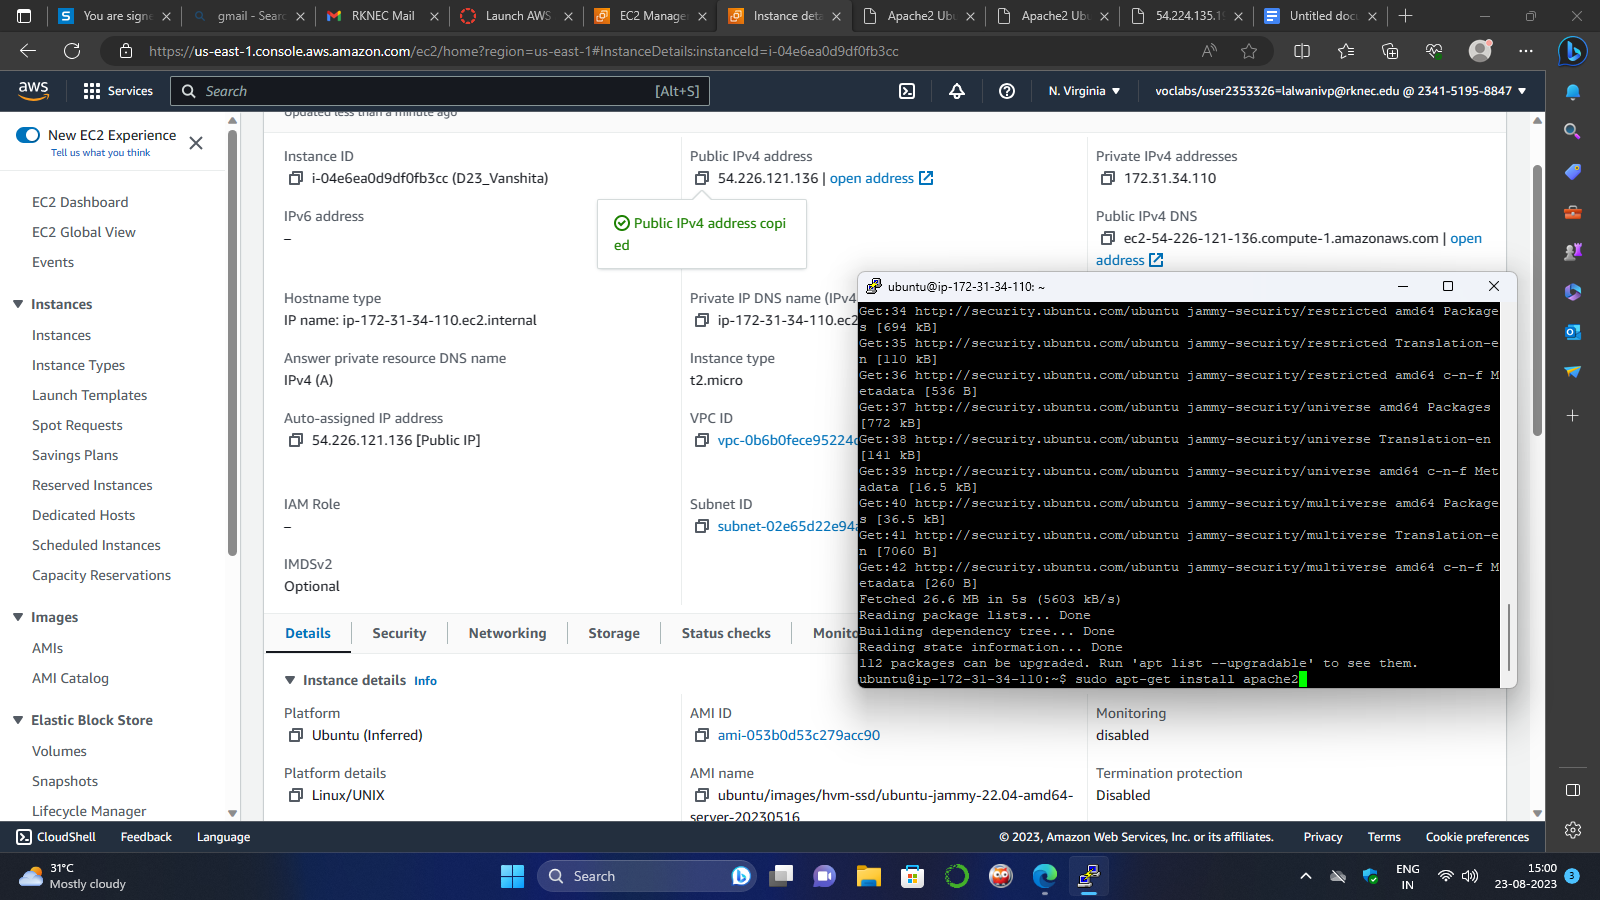 You are signe
gmail - Sear
RKNEC Mail
Launch AWS
EC2 Manage
Instance deta
Apache2 Ubu
Apache2 Ubu
54.224.135.19
Untitled docu
https://us-east-1.console.aws.amazon.com/ec2/home?region=us-east-1#InstanceDetails:instanceId=i-04e6ea0d9df0fb3cc
aws
Services
Search
[Alt+S]
N. Virginia
voclabs/user2353326=lalwanivp@rknec.edu @ 2341-5195-8847
New EC2 Experience
Tell us what you think
EC2 Dashboard
EC2 Global View
Events
Instances
Instances
Instance Types
Launch Templates
Spot Requests
Savings Plans
Reserved Instances
Dedicated Hosts
Scheduled Instances
Capacity Reservations
Images
AMIs
AMI Catalog
Elastic Block Store
Volumes
Snapshots
Lifecycle Manager
Updated less than a minute ago
Instance ID
i-04e6ea0d9df0fb3cc (D23_Vanshita)
Public IPv4 address
54.226.121.136 | open address
Private IPv4 addresses
172.31.34.110
Public IPv4 address copi
ed
IPv6 address
–
Public IPv4 DNS
ec2-54-226-121-136.compute-1.amazonaws.com | open
address
Hostname type
IP name: ip-172-31-34-110.ec2.internal
Private IP DNS name (IPv4
ip-172-31-34-110.ec2
Answer private resource DNS name
IPv4 (A)
Instance type
t2.micro
Auto-assigned IP address
54.226.121.136 [Public IP]
VPC ID
vpc-0b6b0fece95224c
IAM Role
–
Subnet ID
subnet-02e65d22e94a
IMDSv2
Optional
ubuntu@ip-172-31-34-110: ~
Get:34 http://security.ubuntu.com/ubuntu jammy-security/restricted amd64 Package
s [694 kB]
Get:35 http://security.ubuntu.com/ubuntu jammy-security/restricted Translation-e
n [110 kB]
Get:36 http://security.ubuntu.com/ubuntu jammy-security/restricted amd64 c-n-f M
etadata [536 B]
Get:37 http://security.ubuntu.com/ubuntu jammy-security/universe amd64 Packages
[772 kB]
Get:38 http://security.ubuntu.com/ubuntu jammy-security/universe Translation-en
[141 kB]
Get:39 http://security.ubuntu.com/ubuntu jammy-security/universe amd64 c-n-f Met
adata [16.5 kB]
Get:40 http://security.ubuntu.com/ubuntu jammy-security/multiverse amd64 Package
s [36.5 kB]
Get:41 http://security.ubuntu.com/ubuntu jammy-security/multiverse Translation-e
n [7060 B]
Get:42 http://security.ubuntu.com/ubuntu jammy-security/multiverse amd64 c-n-f M
etadata [260 B]
Fetched 26.6 MB in 5s (5603 kB/s)
Reading package lists... Done
Building dependency tree... Done
Reading state information... Done
112 packages can be upgraded. Run 'apt list --upgradable' to see them.
ubuntu@ip-172-31-34-110:~$ sudo apt-get install apache2
Details
Security
Networking
Storage
Status checks
Monito
Instance details Info
Platform
Ubuntu (Inferred)
AMI ID
ami-053b0d53c279acc90
Monitoring
disabled
Platform details
Linux/UNIX
AMI name
ubuntu/images/hvm-ssd/ubuntu-jammy-22.04-amd64-
server-20230516
Termination protection
Disabled
CloudShell
Feedback
Language
© 2023, Amazon Web Services, Inc. or its affiliates.
Privacy
Terms
Cookie preferences
31°C
Mostly cloudy
Search
ENG
IN
15:00
23-08-2023
3